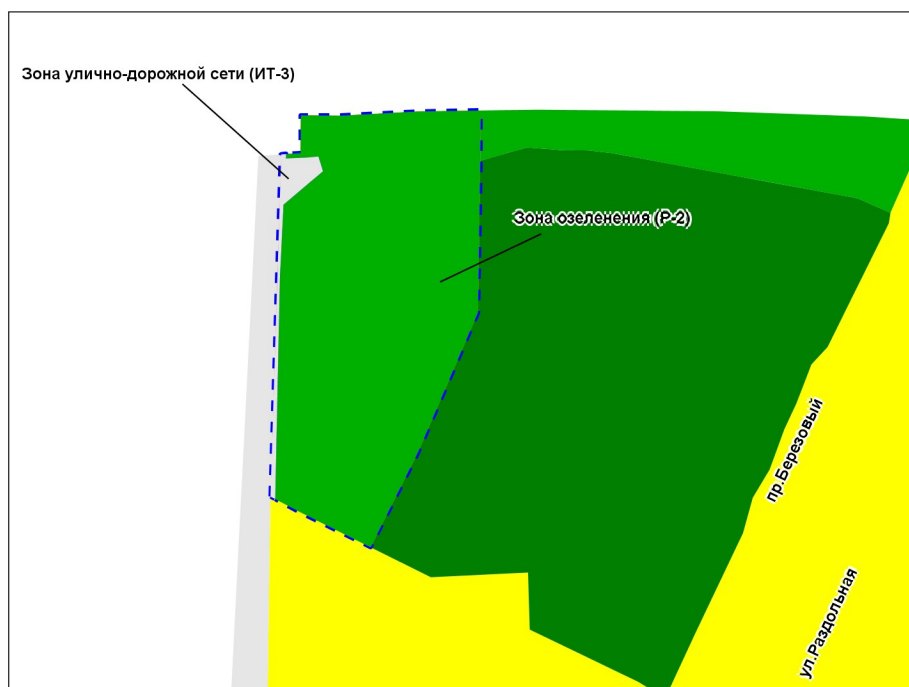 Зона улично-дорожной сети (ИТ-3)
Зона озеленения (Р-2)
пр.Березовый
ул.Раздольная